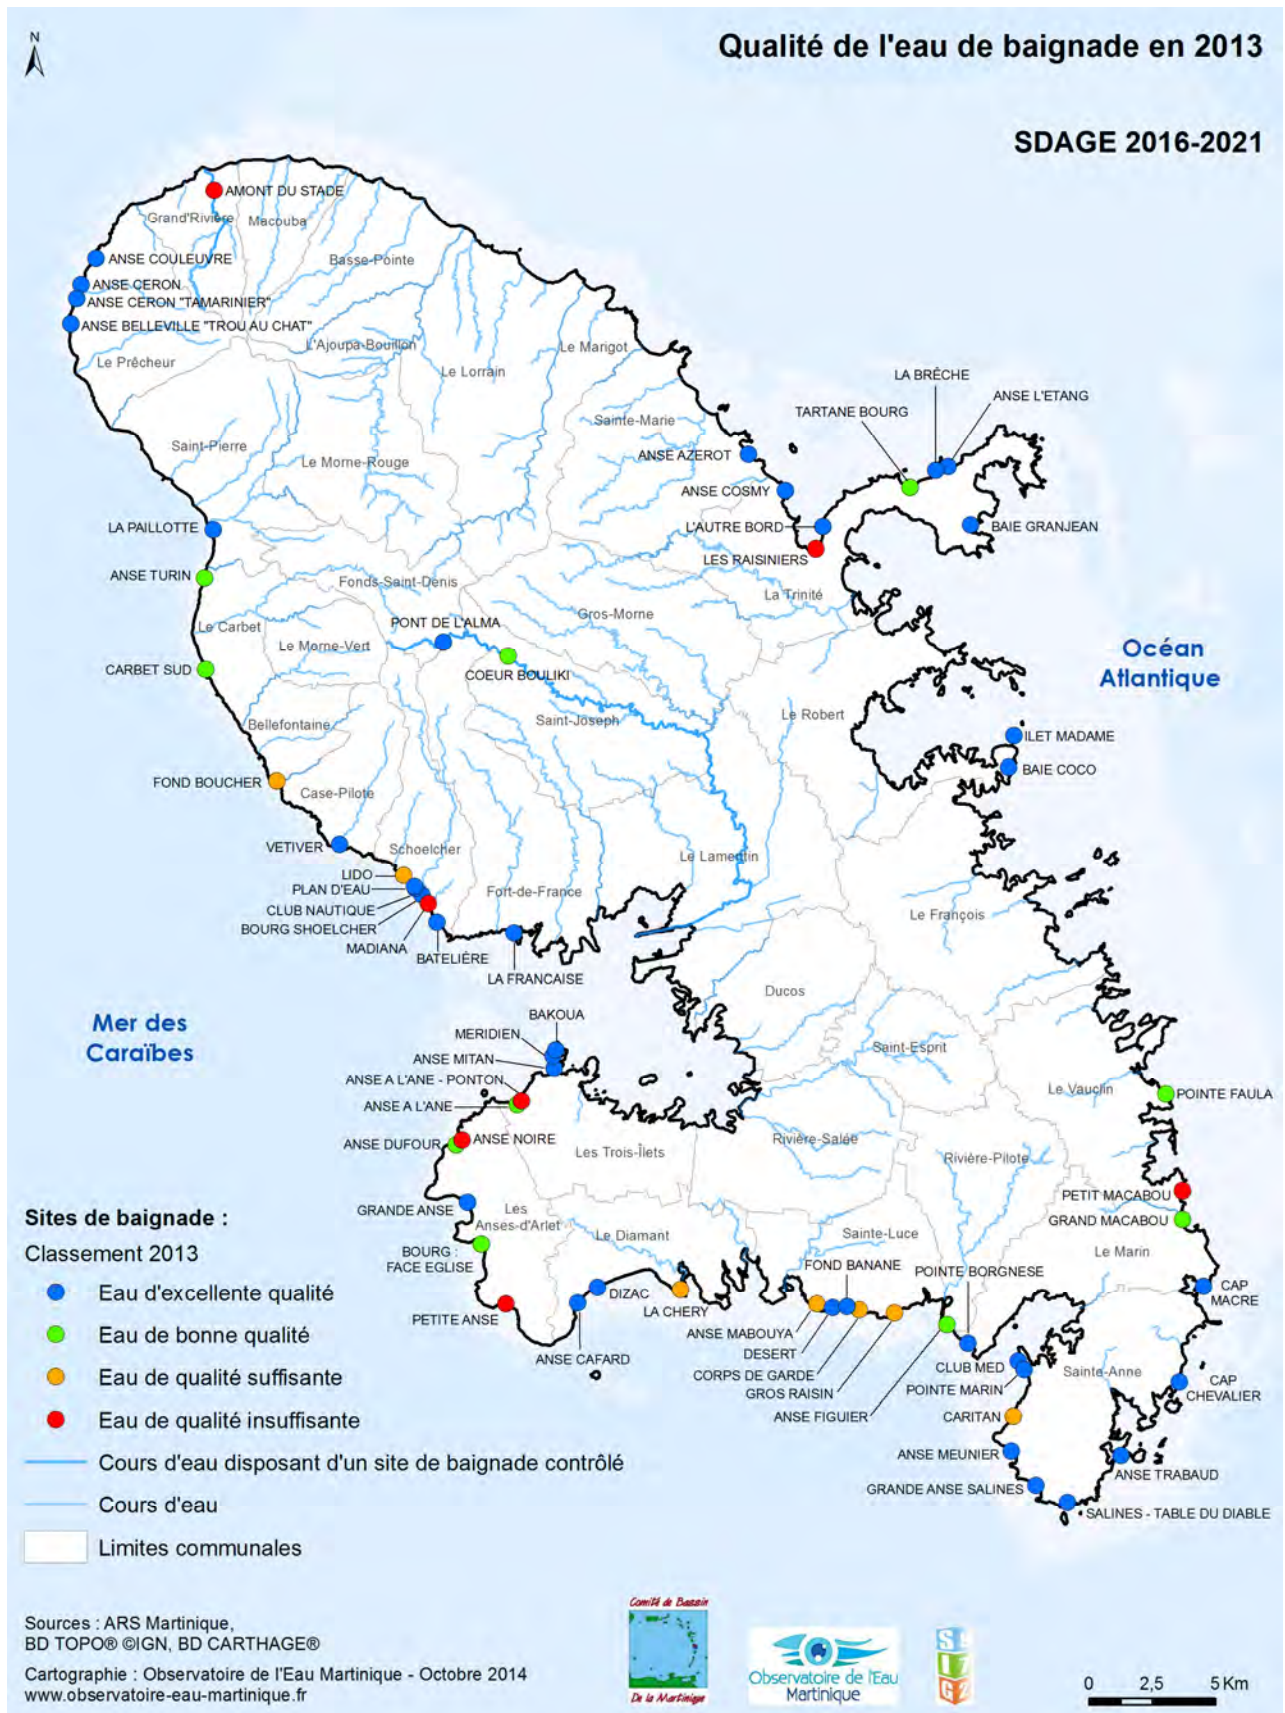 N
Qualité de l'eau de baignade en 2013
SDAGE 2016-2021
AMONT DU STADE
Grand'Rivière
Macouba
ANSE COULEUVRE
Basse-Pointe
ANSE CERON
ANSE CERON "TAMARINIER"
ANSE BELLEVILLE "TROU AU CHAT"
L'Ajoupa-Bouillon
Le Marigot
Le Prêcheur
Le Lorrain
LA BRÊCHE
ANSE L'ETANG
TARTANE BOURG
Sainte-Marie
Saint-Pierre
ANSE AZEROT
Le Morne-Rouge
ANSE COSMY
LA PAILLOTTE
L'AUTRE BORD
BAIE GRANJEAN
LES RAISINIERS
ANSE TURIN
Fonds-Saint-Denis
La Trinité
Gros-Morne
Le Carbet
PONT DE L'ALMA
Le Morne-Vert
Océan
Atlantique
CARBET SUD
COEUR BOULIKI
Saint-Joseph
Le Robert
Bellefontaine
ILET MADAME
BAIE COCO
FOND BOUCHER
Case-Pilote
VETIVER
Schoelcher
Le Lamentin
LIDO
PLAN D'EAU
Fort-de-France
CLUB NAUTIQUE
Le François
BOURG SHOELCHER
MADIANA
BATELIÈRE
LA FRANCAISE
Ducos
Mer des
Caraïbes
BAKOUA
MERIDIEN
Saint-Esprit
ANSE MITAN
ANSE A L'ANE - PONTON
Le Vauclin
POINTE FAULA
ANSE A L'ANE
ANSE DUFOUR
ANSE NOIRE
Rivière-Salée
Les Trois-Îlets
Rivière-Pilote
PETIT MACABOU
GRANDE ANSE
Les
Anses-d'Arlet
GRAND MACABOU
Le Diamant
Sainte-Luce
Le Marin
BOURG :
FACE EGLISE
FOND BANANE
POINTE BORGNESE
CAP
MACRE
DIZAC
LA CHERY
PETITE ANSE
ANSE MABOUYA
DESERT
ANSE CAFARD
CORPS DE GARDE
CLUB MED
Sainte-Anne
GROS RAISIN
POINTE MARIN
CAP
CHEVALIER
ANSE FIGUIER
CARITAN
ANSE MEUNIER
ANSE TRABAUD
GRANDE ANSE SALINES
SALINES - TABLE DU DIABLE
Sites de baignade :
Classement 2013
Eau d'excellente qualité
Eau de bonne qualité
Eau de qualité suffisante
Eau de qualité insuffisante
Cours d'eau disposant d'un site de baignade contrôlé
Cours d'eau
Limites communales
Sources : ARS Martinique,
BD TOPO® ©IGN, BD CARTHAGE®
Cartographie : Observatoire de l'Eau Martinique - Octobre 2014
www.observatoire-eau-martinique.fr
Comité de Bassin
De la Martinique
Observatoire de l'Eau
Martinique
0 2,5 5 Km